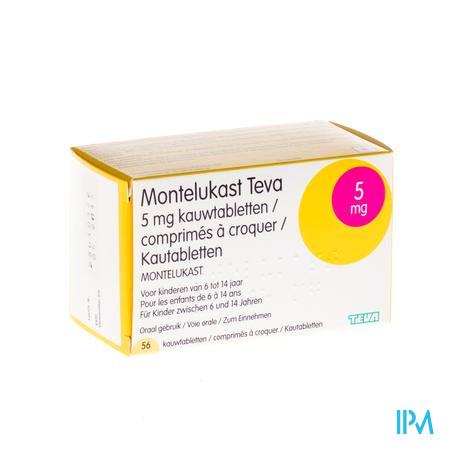 Montelukast Teva
5 mg kauwtabletten /
comprimés à croquer /
Kautabletten
MONTELUKAST
Voor kinderen van 6 tot 14 jaar
Pour les enfants de 6 à 14 ans
Für Kinder zwischen 6 und 14 Jahren
Oraal gebruik / Voie orale / Zum Einnehmen
56 kauwtabletten / comprimés à croquer / Kautabletten
5
mg
TEVA
IPM